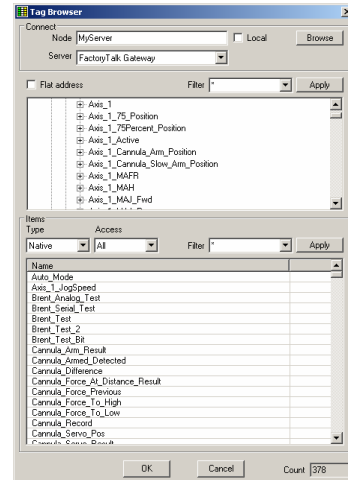 Tag Browser
Connect
Node MyServer Local Browse
Server FactoryTalk Gateway
Flat address Filter * Apply
Axis_1
Axis_1_75_Position
Axis_1_75Percent_Position
Axis_1_Active
Axis_1_Cannula_Arm_Position
Axis_1_Cannula_Slow_Arm_Position
Axis_1_MAFR
Axis_1_MAH
Axis_1_MAJ_Fwd
Items
Type Access
Native All Filter * Apply
Name
Auto_Mode
Axis_1_JogSpeed
Brent_Analog_Test
Brent_Serial_Test
Brent_Test
Brent_Test_2
Brent_Test_Bit
Cannula_Arm_Result
Cannula_Armed_Detected
Cannula_Difference
Cannula_Force_At_Distance_Result
Cannula_Force_Previous
Cannula_Force_To_High
Cannula_Force_To_Low
Cannula_Record
Cannula_Servo_Pos
Cannula_Servo_Result
OK Cancel Count 378